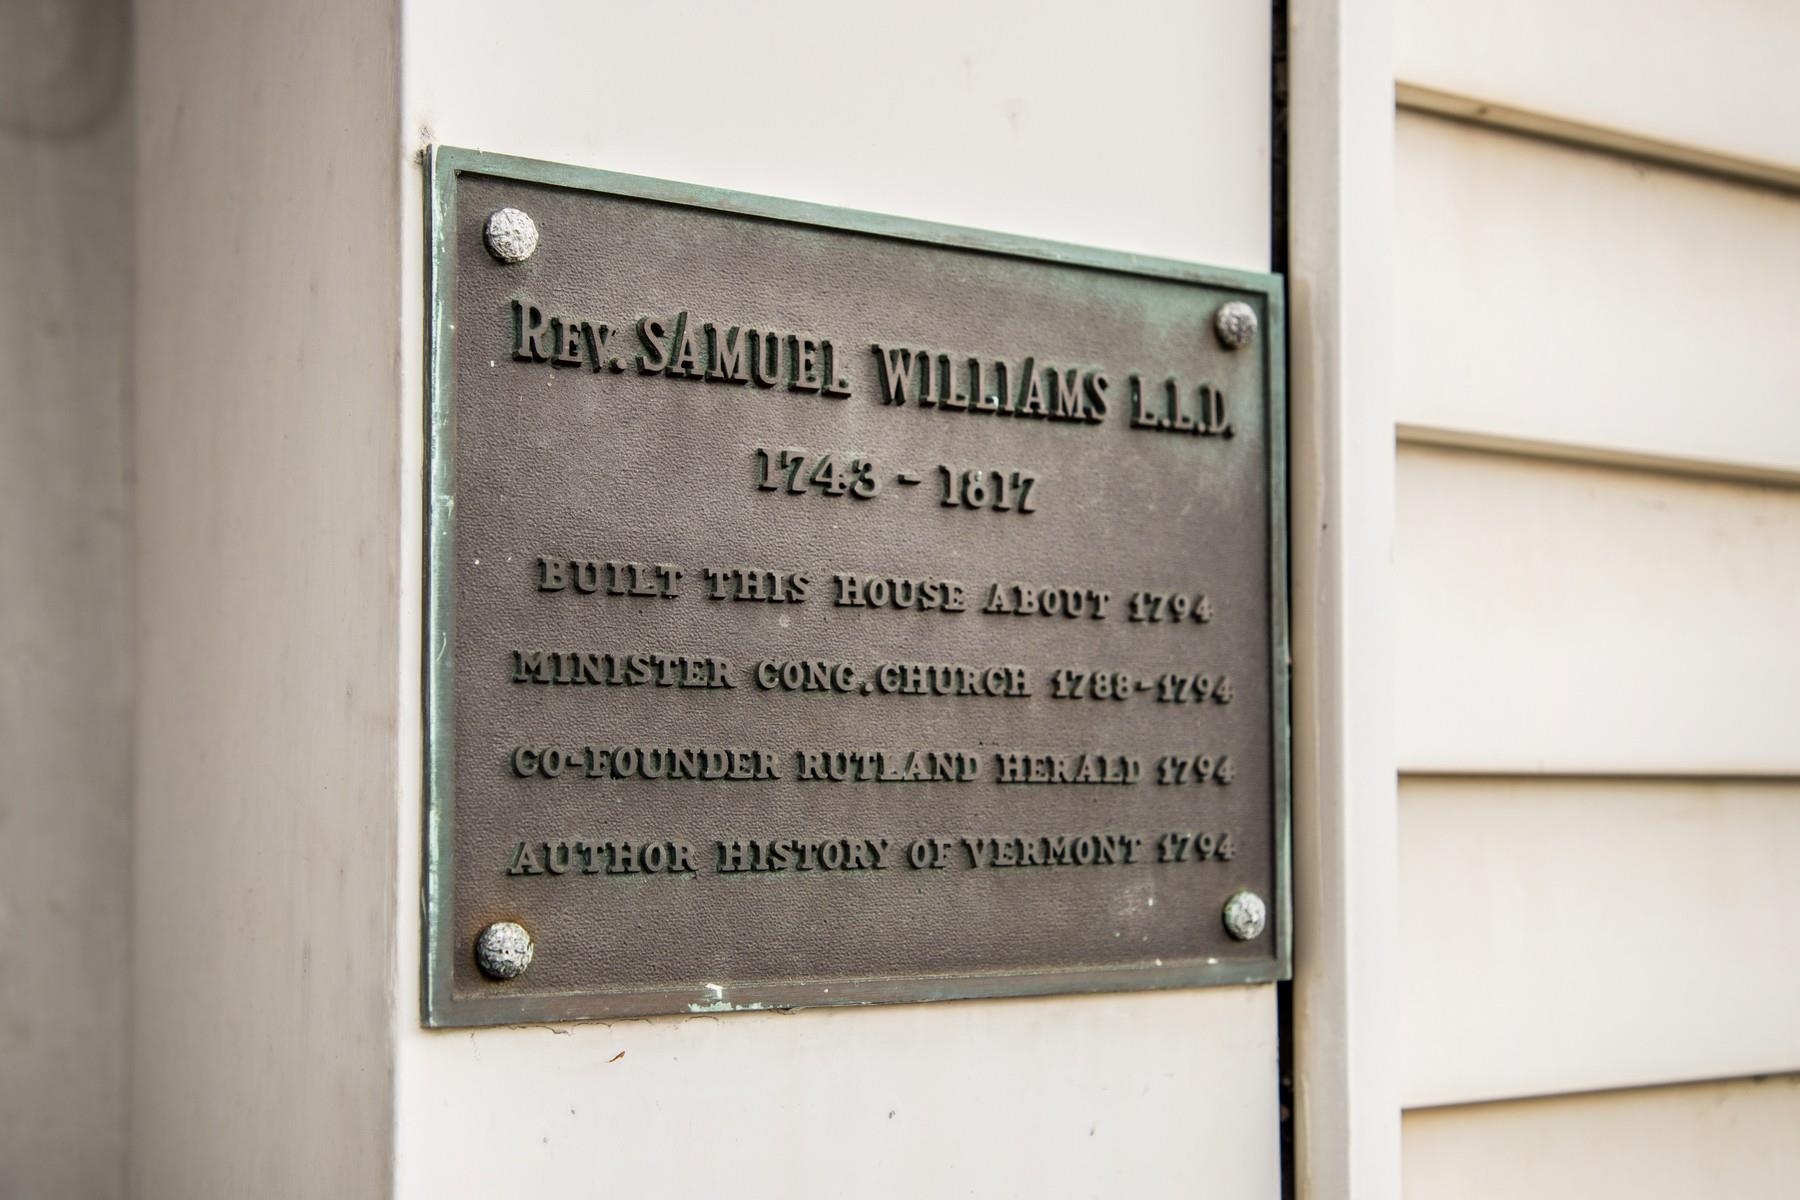 REV. SAMUEL WILLIAMS L.L.D.
1743 - 1817
BUILT THIS HOUSE ABOUT 1794
MINISTER CONG. CHURCH 1788-1794
CO-FOUNDER RUTLAND HERALD 1794
AUTHOR HISTORY OF VERMONT 1794